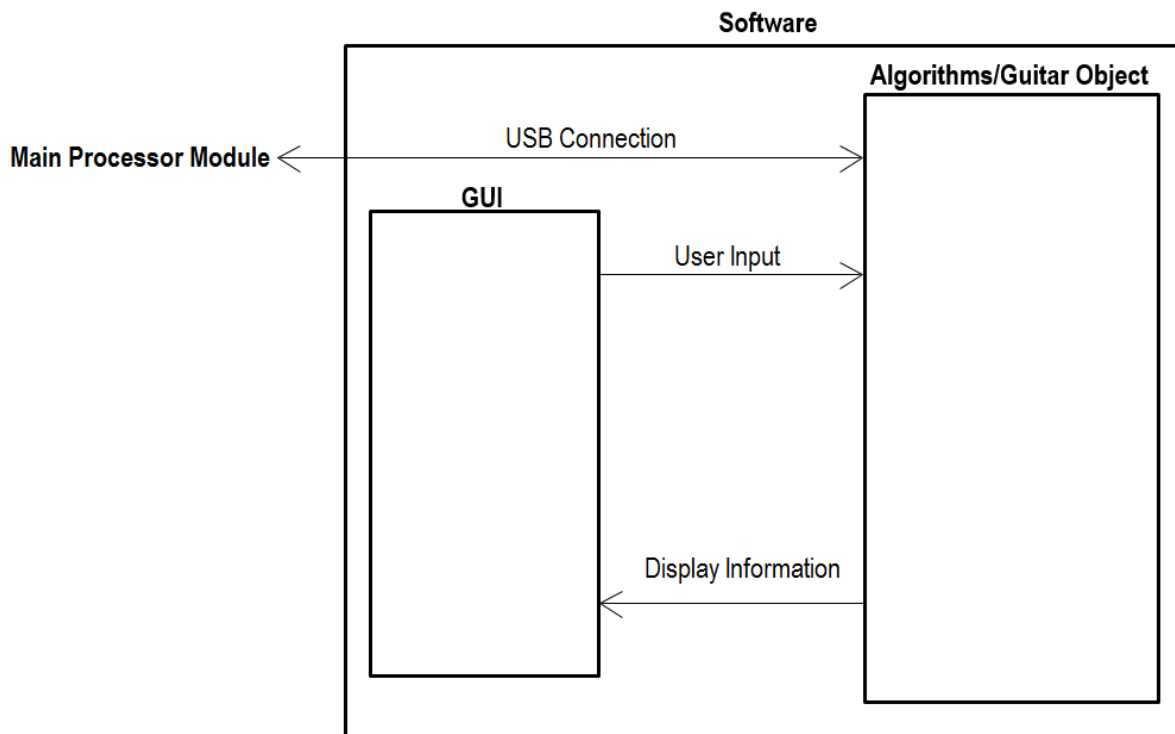 Software
Algorithms/Guitar Object
USB Connection
Main Processor Module
GUI
User Input
Display Information